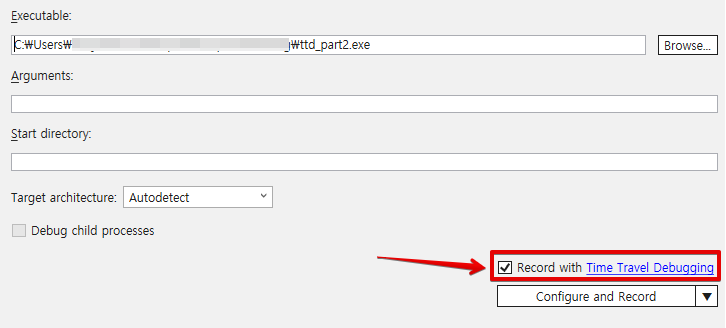 Executable:
C:₩Users₩ g₩ttd_part2.exe
Browse...
Arguments:
Start directory:
Target architecture: Autodetect
Debug child processes
Record with Time Travel Debugging
Configure and Record